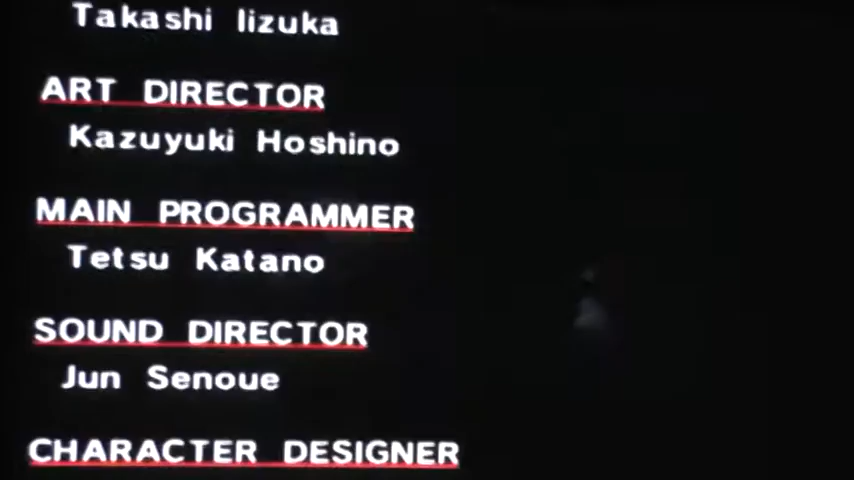 Takashi Iizuka
ART DIRECTOR
Kazuyuki Hoshino
MAIN PROGRAMMER
Tetsu Katano
SOUND DIRECTOR
Jun Senoue
CHARACTER DESIGNER